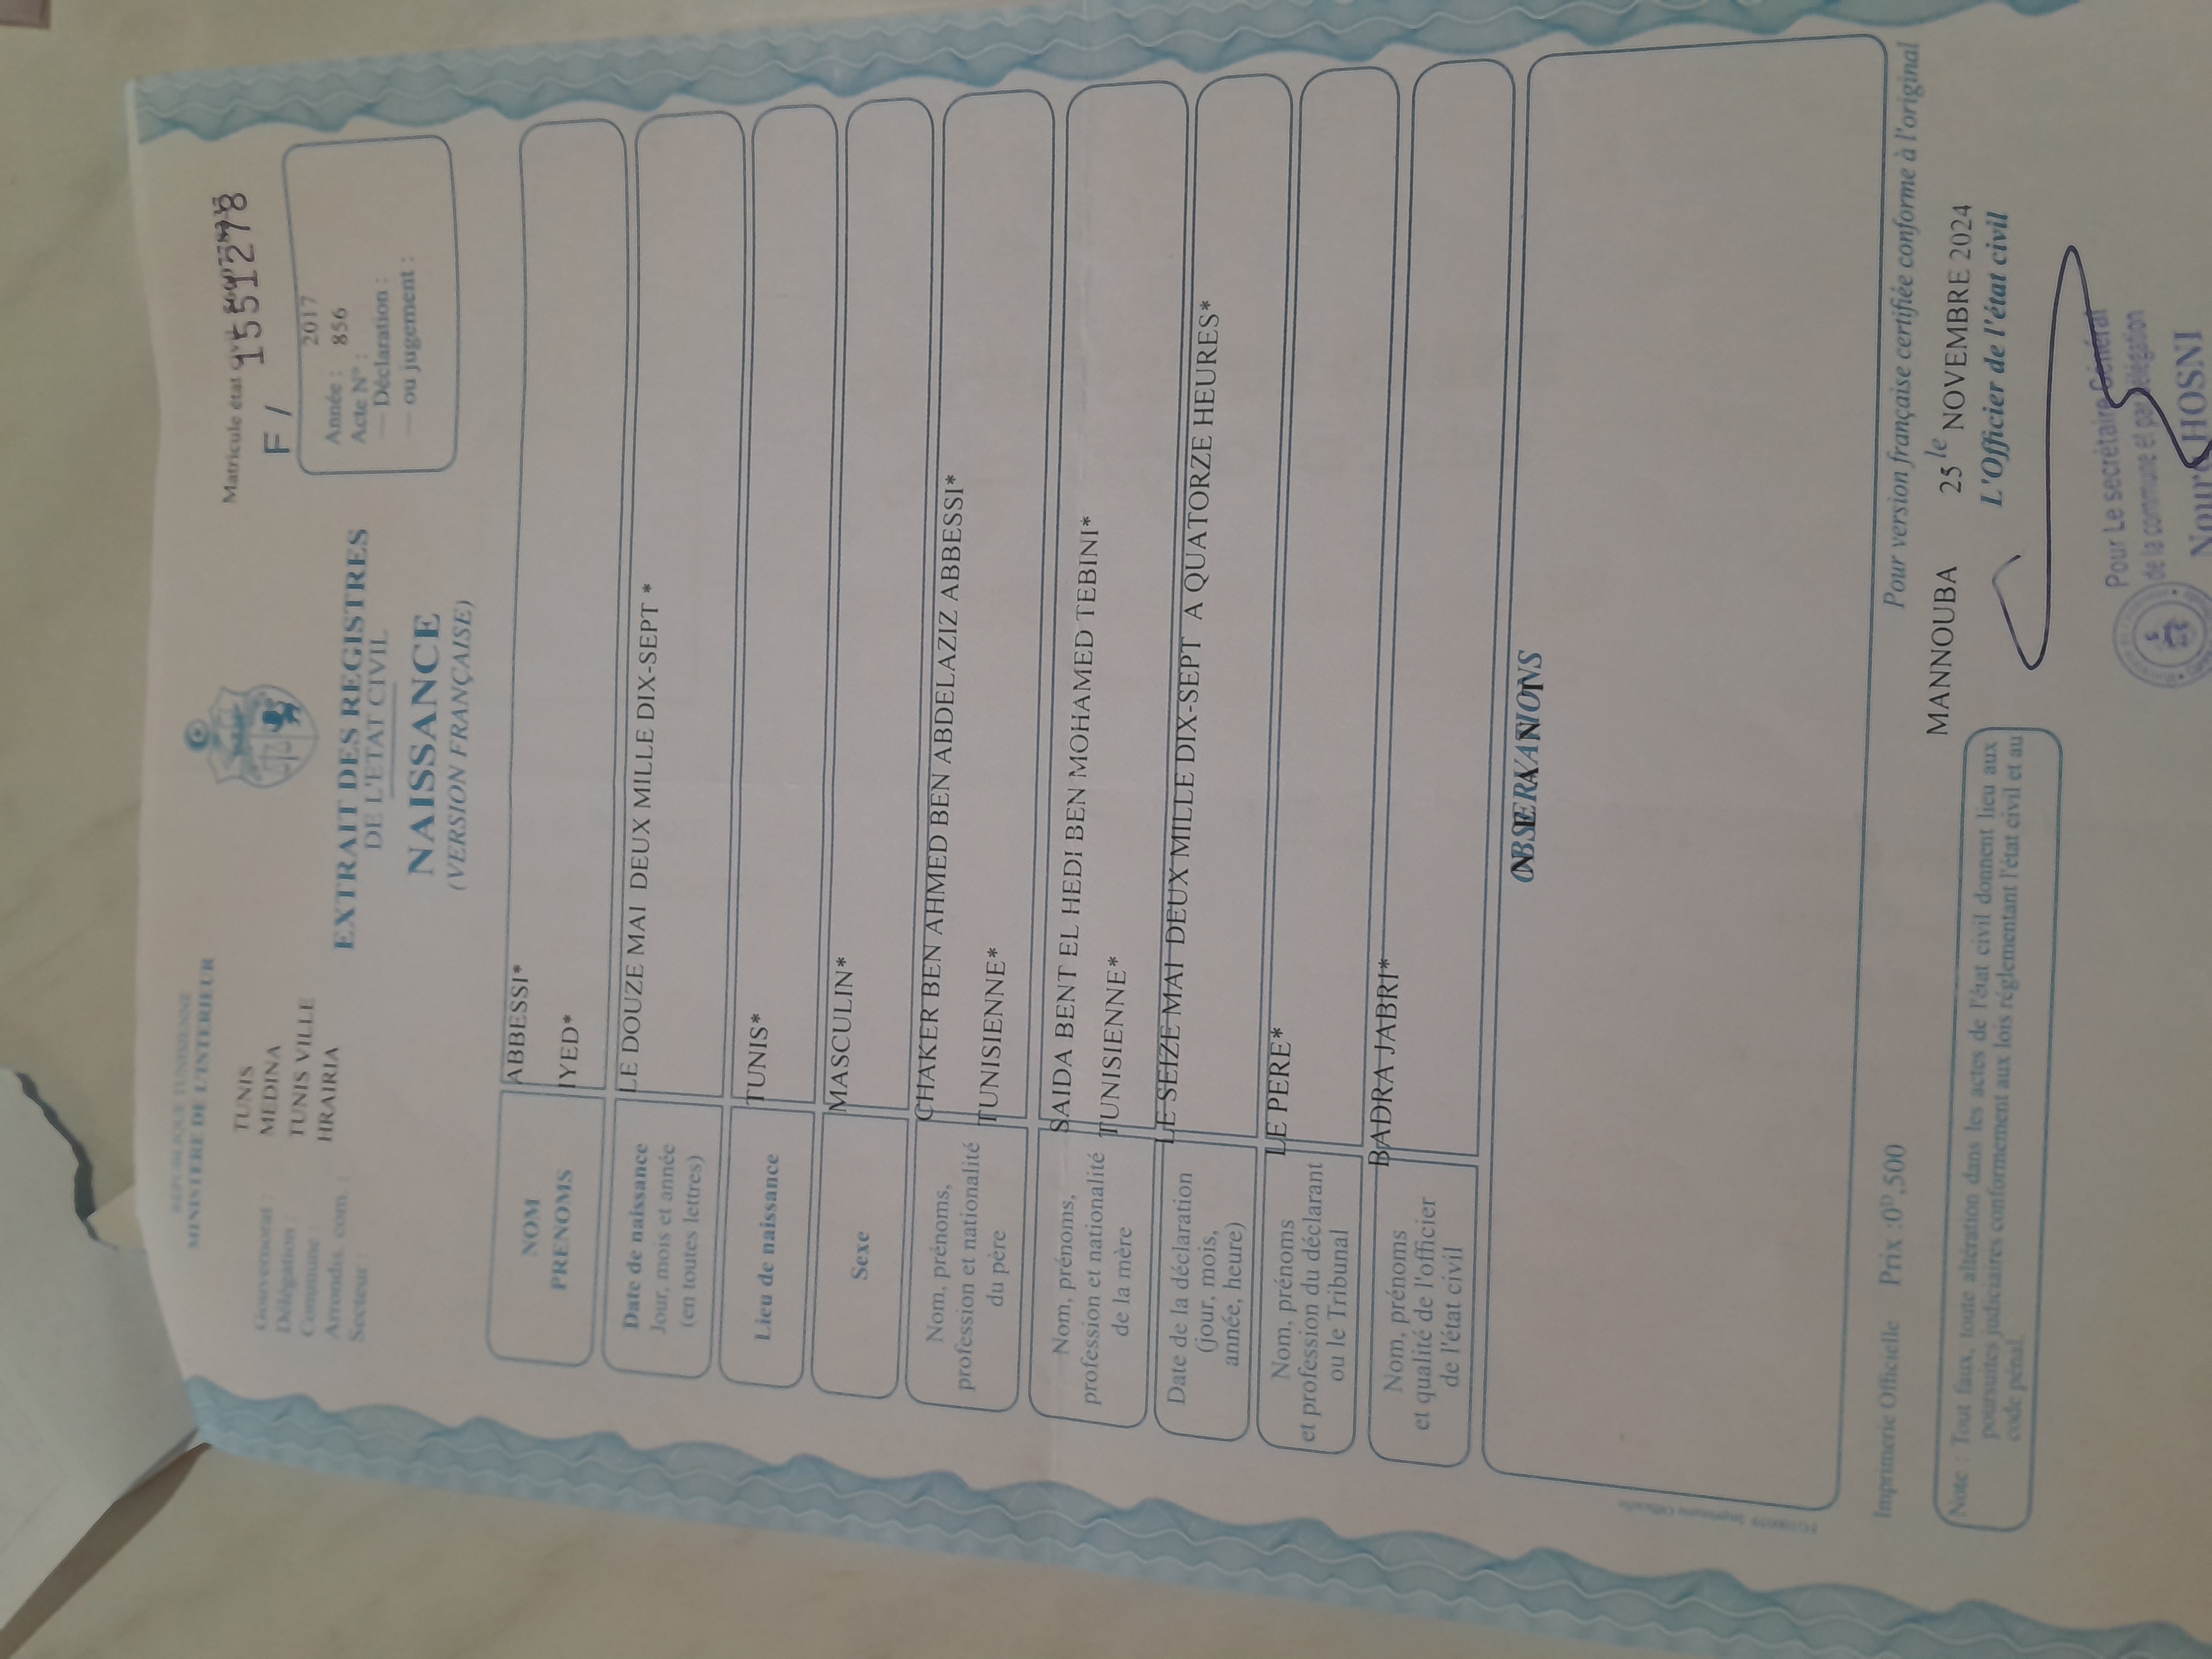 REPUBLIQUE TUNISIENNE
MINISTERE DE L'INTERIEUR
Gouvernorat : TUNIS
Délégation : MEDINA
Commune : TUNIS VILLE
Arrondis. com. : HRAIRIA
Secteur :
Matricule état
F / 1551278
Année : 2017
Acte N° : 856
— Déclaration :
— ou jugement :
EXTRAIT DES REGISTRES
DE L'ETAT CIVIL
NAISSANCE
(VERSION FRANÇAISE)
NOM
PRENOMS
ABBESSI*
IYED*
Date de naissance
Jour, mois et année
(en toutes lettres)
LE DOUZE MAI DEUX MILLE DIX-SEPT *
Lieu de naissance
TUNIS*
Sexe
MASCULIN*
Nom, prénoms,
profession et nationalité
du père
CHAKER BEN AHMED BEN ABDELAZIZ ABBESSI*
TUNISIENNE*
Nom, prénoms,
profession et nationalité
de la mère
SAIDA BENT EL HEDI BEN MOHAMED TEBINI*
TUNISIENNE*
Date de la déclaration
(jour, mois,
année, heure)
LE SEIZE MAI DEUX MILLE DIX-SEPT A QUATORZE HEURES*
Nom, prénoms
et profession du déclarant
ou le Tribunal
LE PERE*
Nom, prénoms
et qualité de l'officier
de l'état civil
BADRA JABRI*
OBSERVATIONS
Imprimerie Officielle Prix :0ᴰ,500
Pour version française certifiée conforme à l'original
MANNOUBA 25 le NOVEMBRE 2024
L'Officier de l'état civil
Note : Tout faux, toute altération dans les actes de l'état civil donnent lieu aux
poursuites judiciaires conformement aux lois réglementant l'état civil et au
code pénal.
Pour Le secrétaire Général
de la commune et par délégation
HOSNI